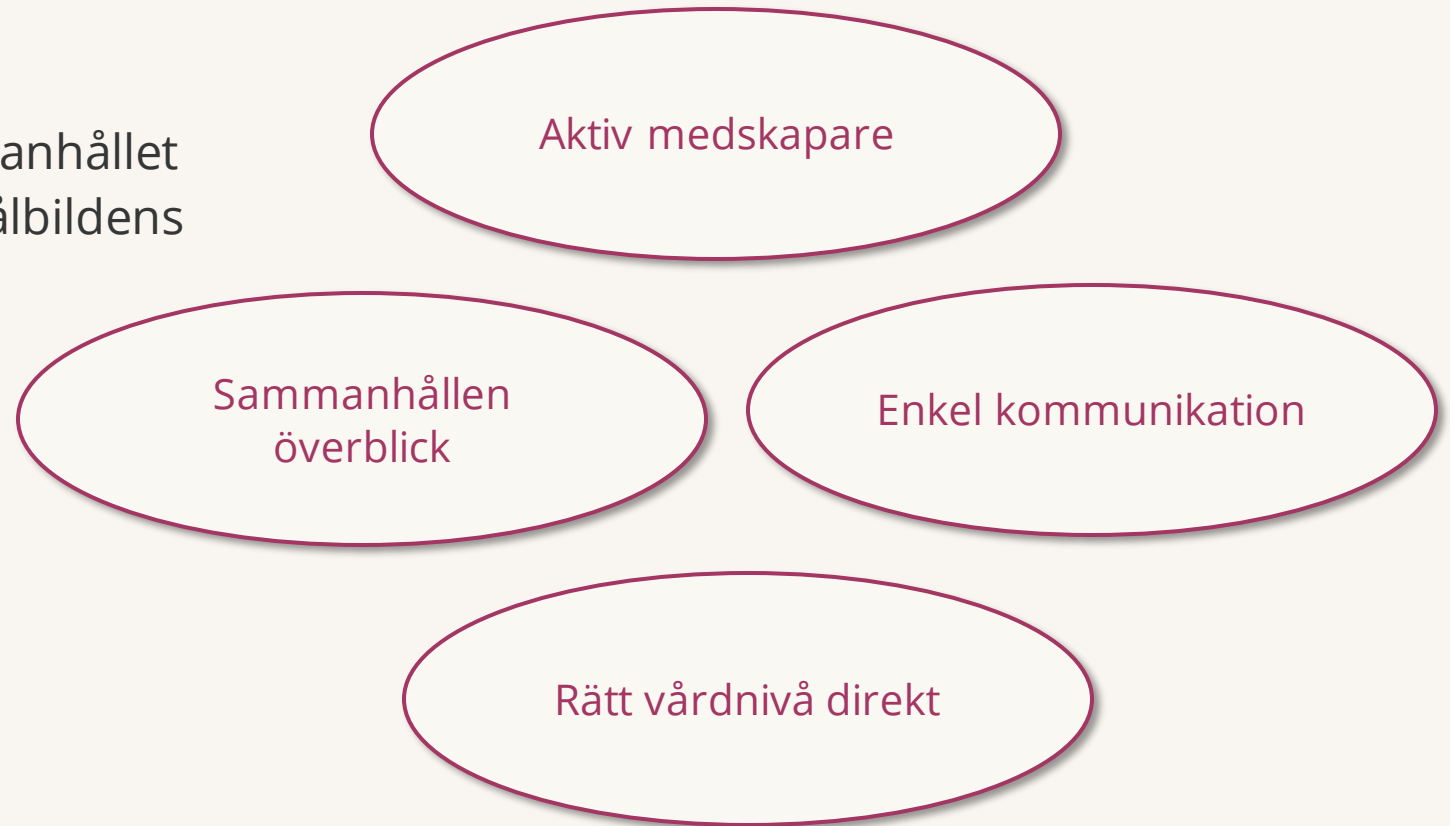 Aktiv medskapare
anhållet
ålbildens
Sammanhållen
överblick
Enkel kommunikation
Rätt vårdnivå direkt